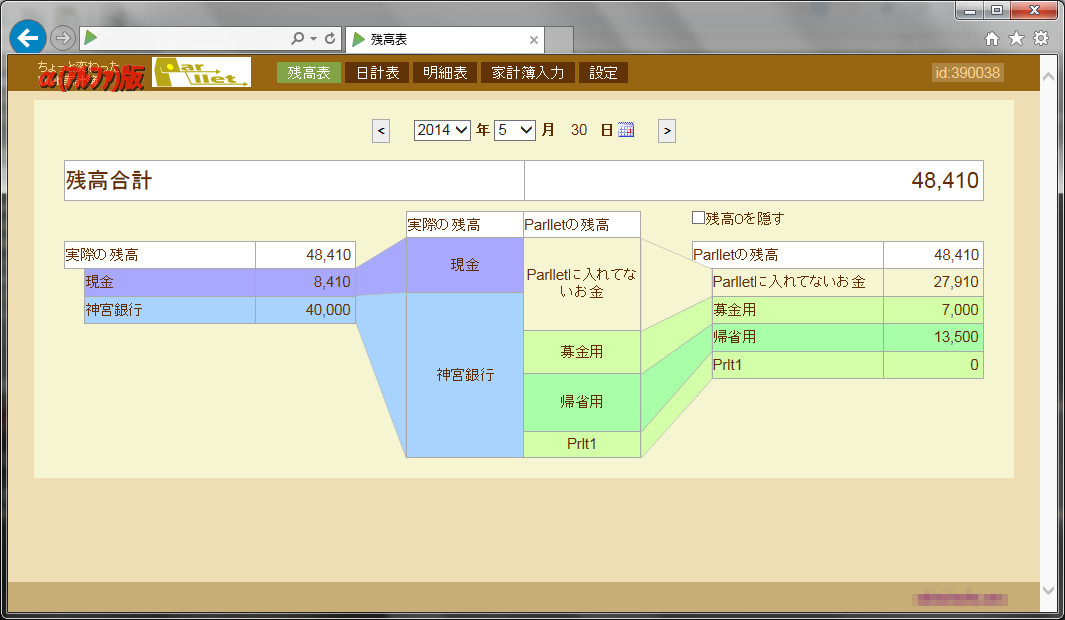 残高表
ちょっと変わった
α(アルファ)版
Parllet
残高表 日計表 明細表 家計簿入力 設定
id:390038
< 2014 年 5 月 30 日 >
残高合計 48,410
実際の残高 Parlletの残高
残高0を隠す
実際の残高 48,410
現金 8,410
神宮銀行 40,000
現金
神宮銀行
Parlletに入れてな
いお金
募金用
帰省用
Prlt1
Parlletの残高 48,410
Parlletに入れてないお金 27,910
募金用 7,000
帰省用 13,500
Prlt1 0